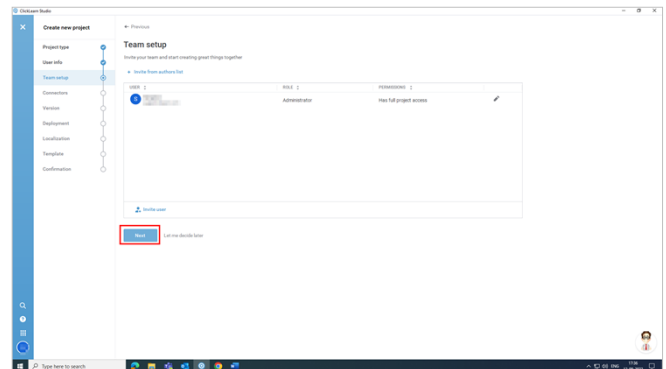 ClickLearn Studio
Create new project
← Previous
Project type
User info
Team setup
Connectors
Version
Deployment
Localization
Template
Confirmation
Team setup
Invite your team and start creating great things together
+ Invite from authors list
USER
ROLE
PERMISSIONS
S
Administrator
Has full project access
Invite user
Next
Let me decide later
Type here to search
ENG